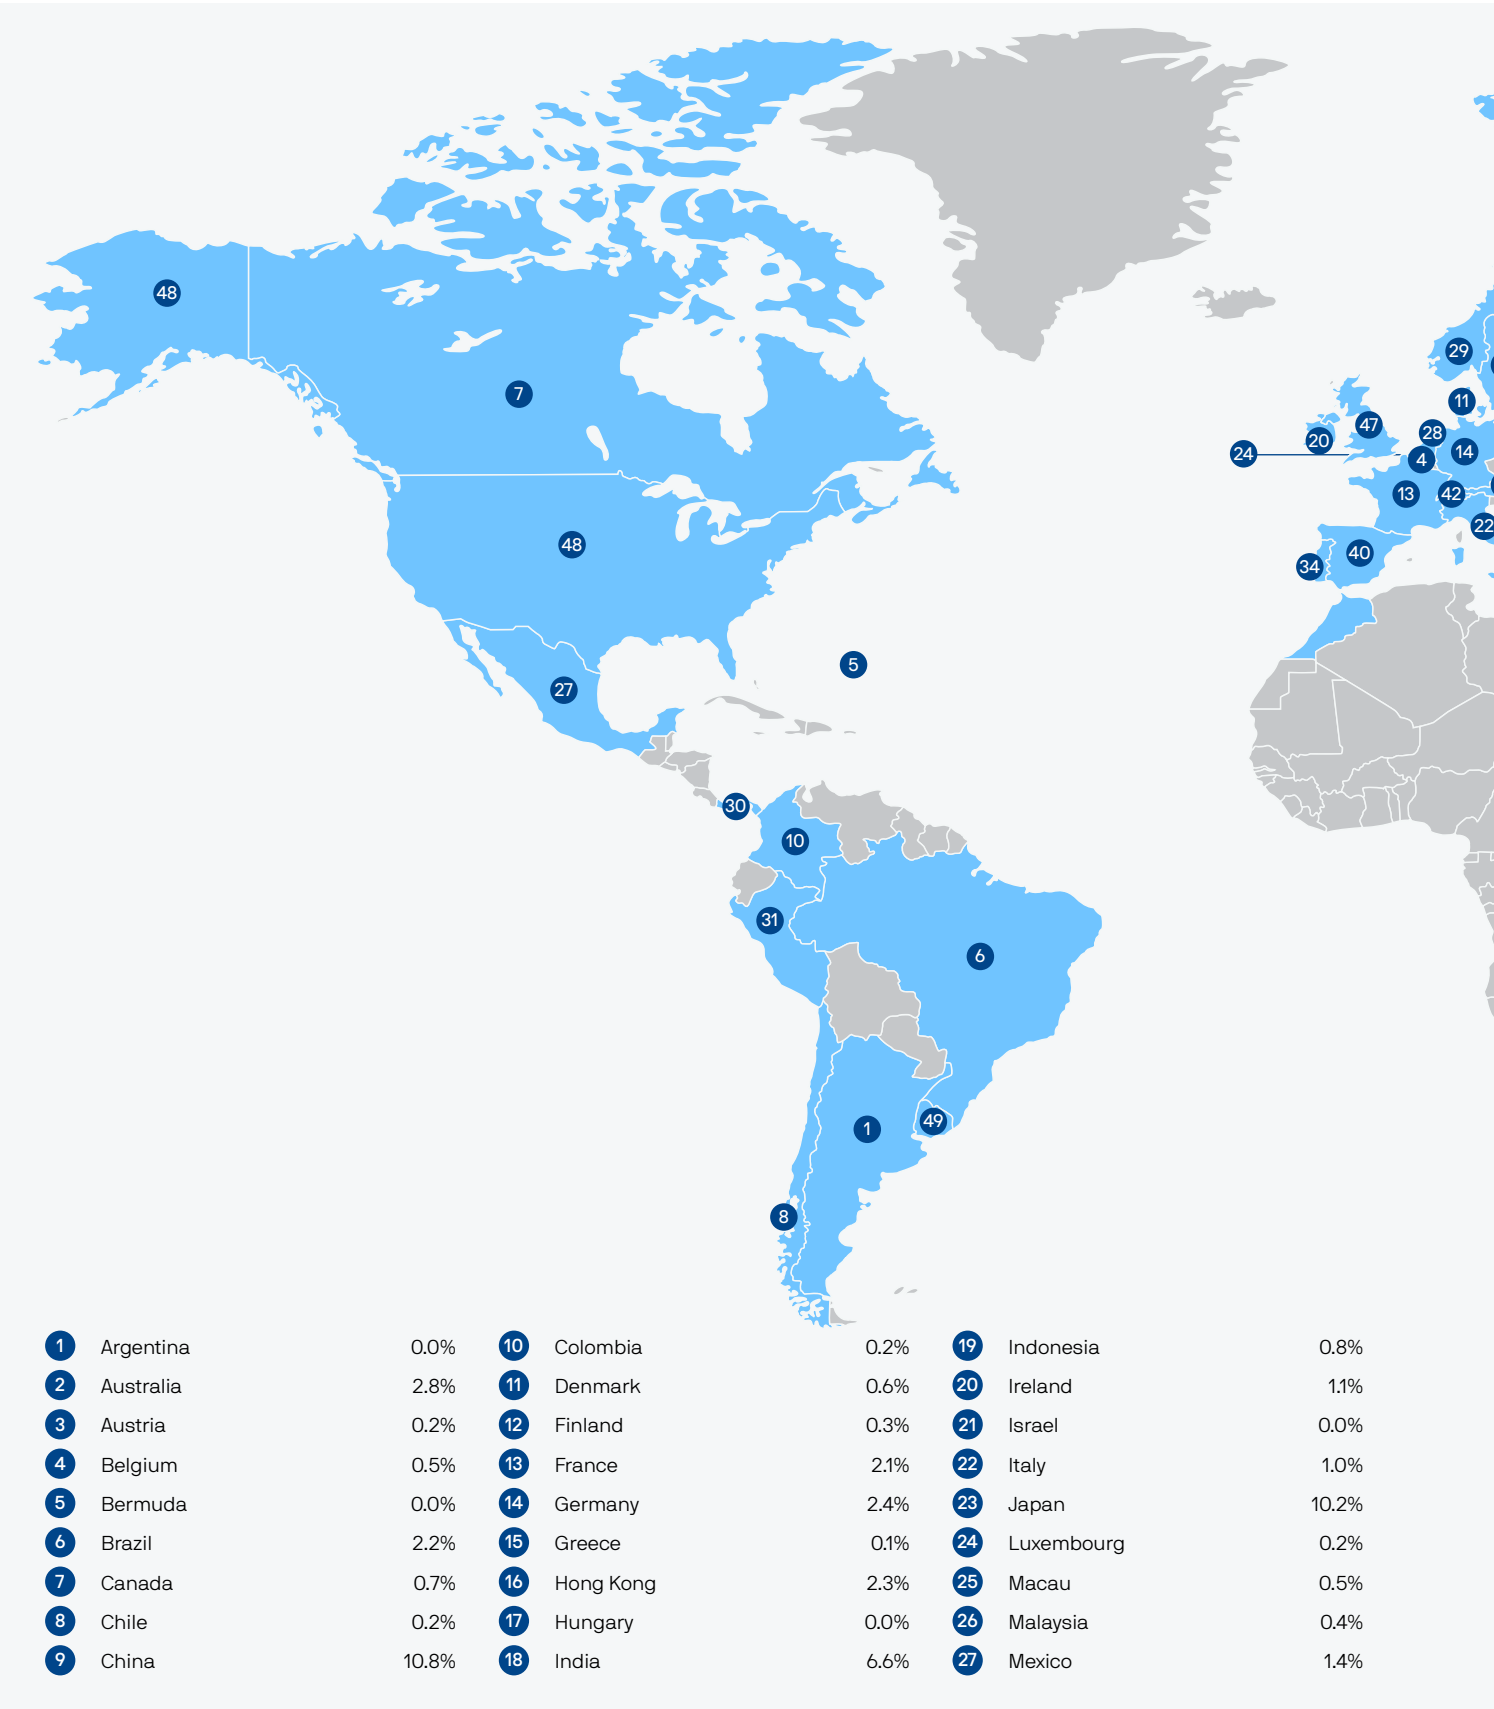 48
7
29
11
47
28
20
14
24
4
13
42
22
48
40
34
5
27
30
10
31
6
49
1
8
1 Argentina 0.0%
2 Australia 2.8%
3 Austria 0.2%
4 Belgium 0.5%
5 Bermuda 0.0%
6 Brazil 2.2%
7 Canada 0.7%
8 Chile 0.2%
9 China 10.8%
10 Colombia 0.2%
11 Denmark 0.6%
12 Finland 0.3%
13 France 2.1%
14 Germany 2.4%
15 Greece 0.1%
16 Hong Kong 2.3%
17 Hungary 0.0%
18 India 6.6%
19 Indonesia 0.8%
20 Ireland 1.1%
21 Israel 0.0%
22 Italy 1.0%
23 Japan 10.2%
24 Luxembourg 0.2%
25 Macau 0.5%
26 Malaysia 0.4%
27 Mexico 1.4%